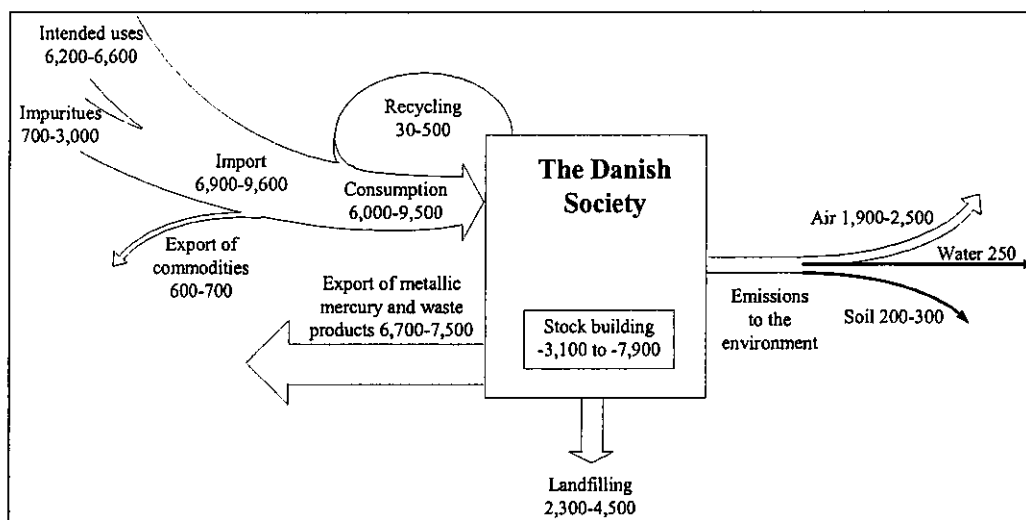 Intended uses
6,200-6,600
Impuritues
700-3,000
Recycling
30-500
Import
6,900-9,600
Consumption
6,000-9,500
The Danish
Society
Export of
commodities
600-700
Export of metallic
mercury and waste
products 6,700-7,500
Stock building
-3,100 to -7,900
Air 1,900-2,500
Water 250
Emissions
to the
environment
Soil 200-300
Landfilling
2,300-4,500